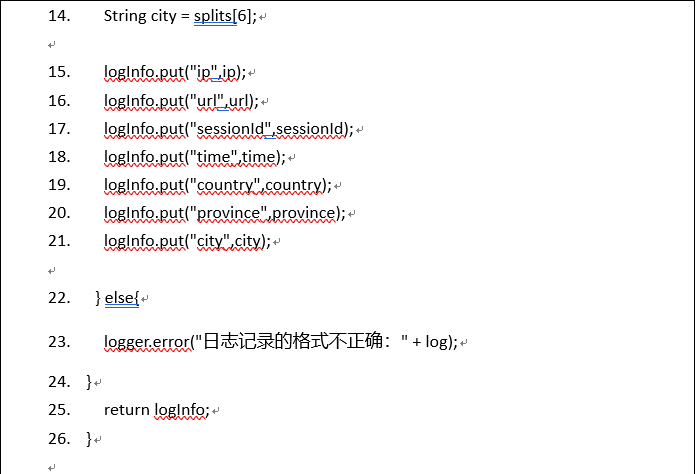 14. String city = splits[6];
15. logInfo.put("ip",ip);
16. logInfo.put("url",url);
17. logInfo.put("sessionId",sessionId);
18. logInfo.put("time",time);
19. logInfo.put("country",country);
20. logInfo.put("province",province);
21. logInfo.put("city",city);
22. } else{
23. logger.error("日志记录的格式不正确：" + log);
24. }
25. return logInfo;
26. }